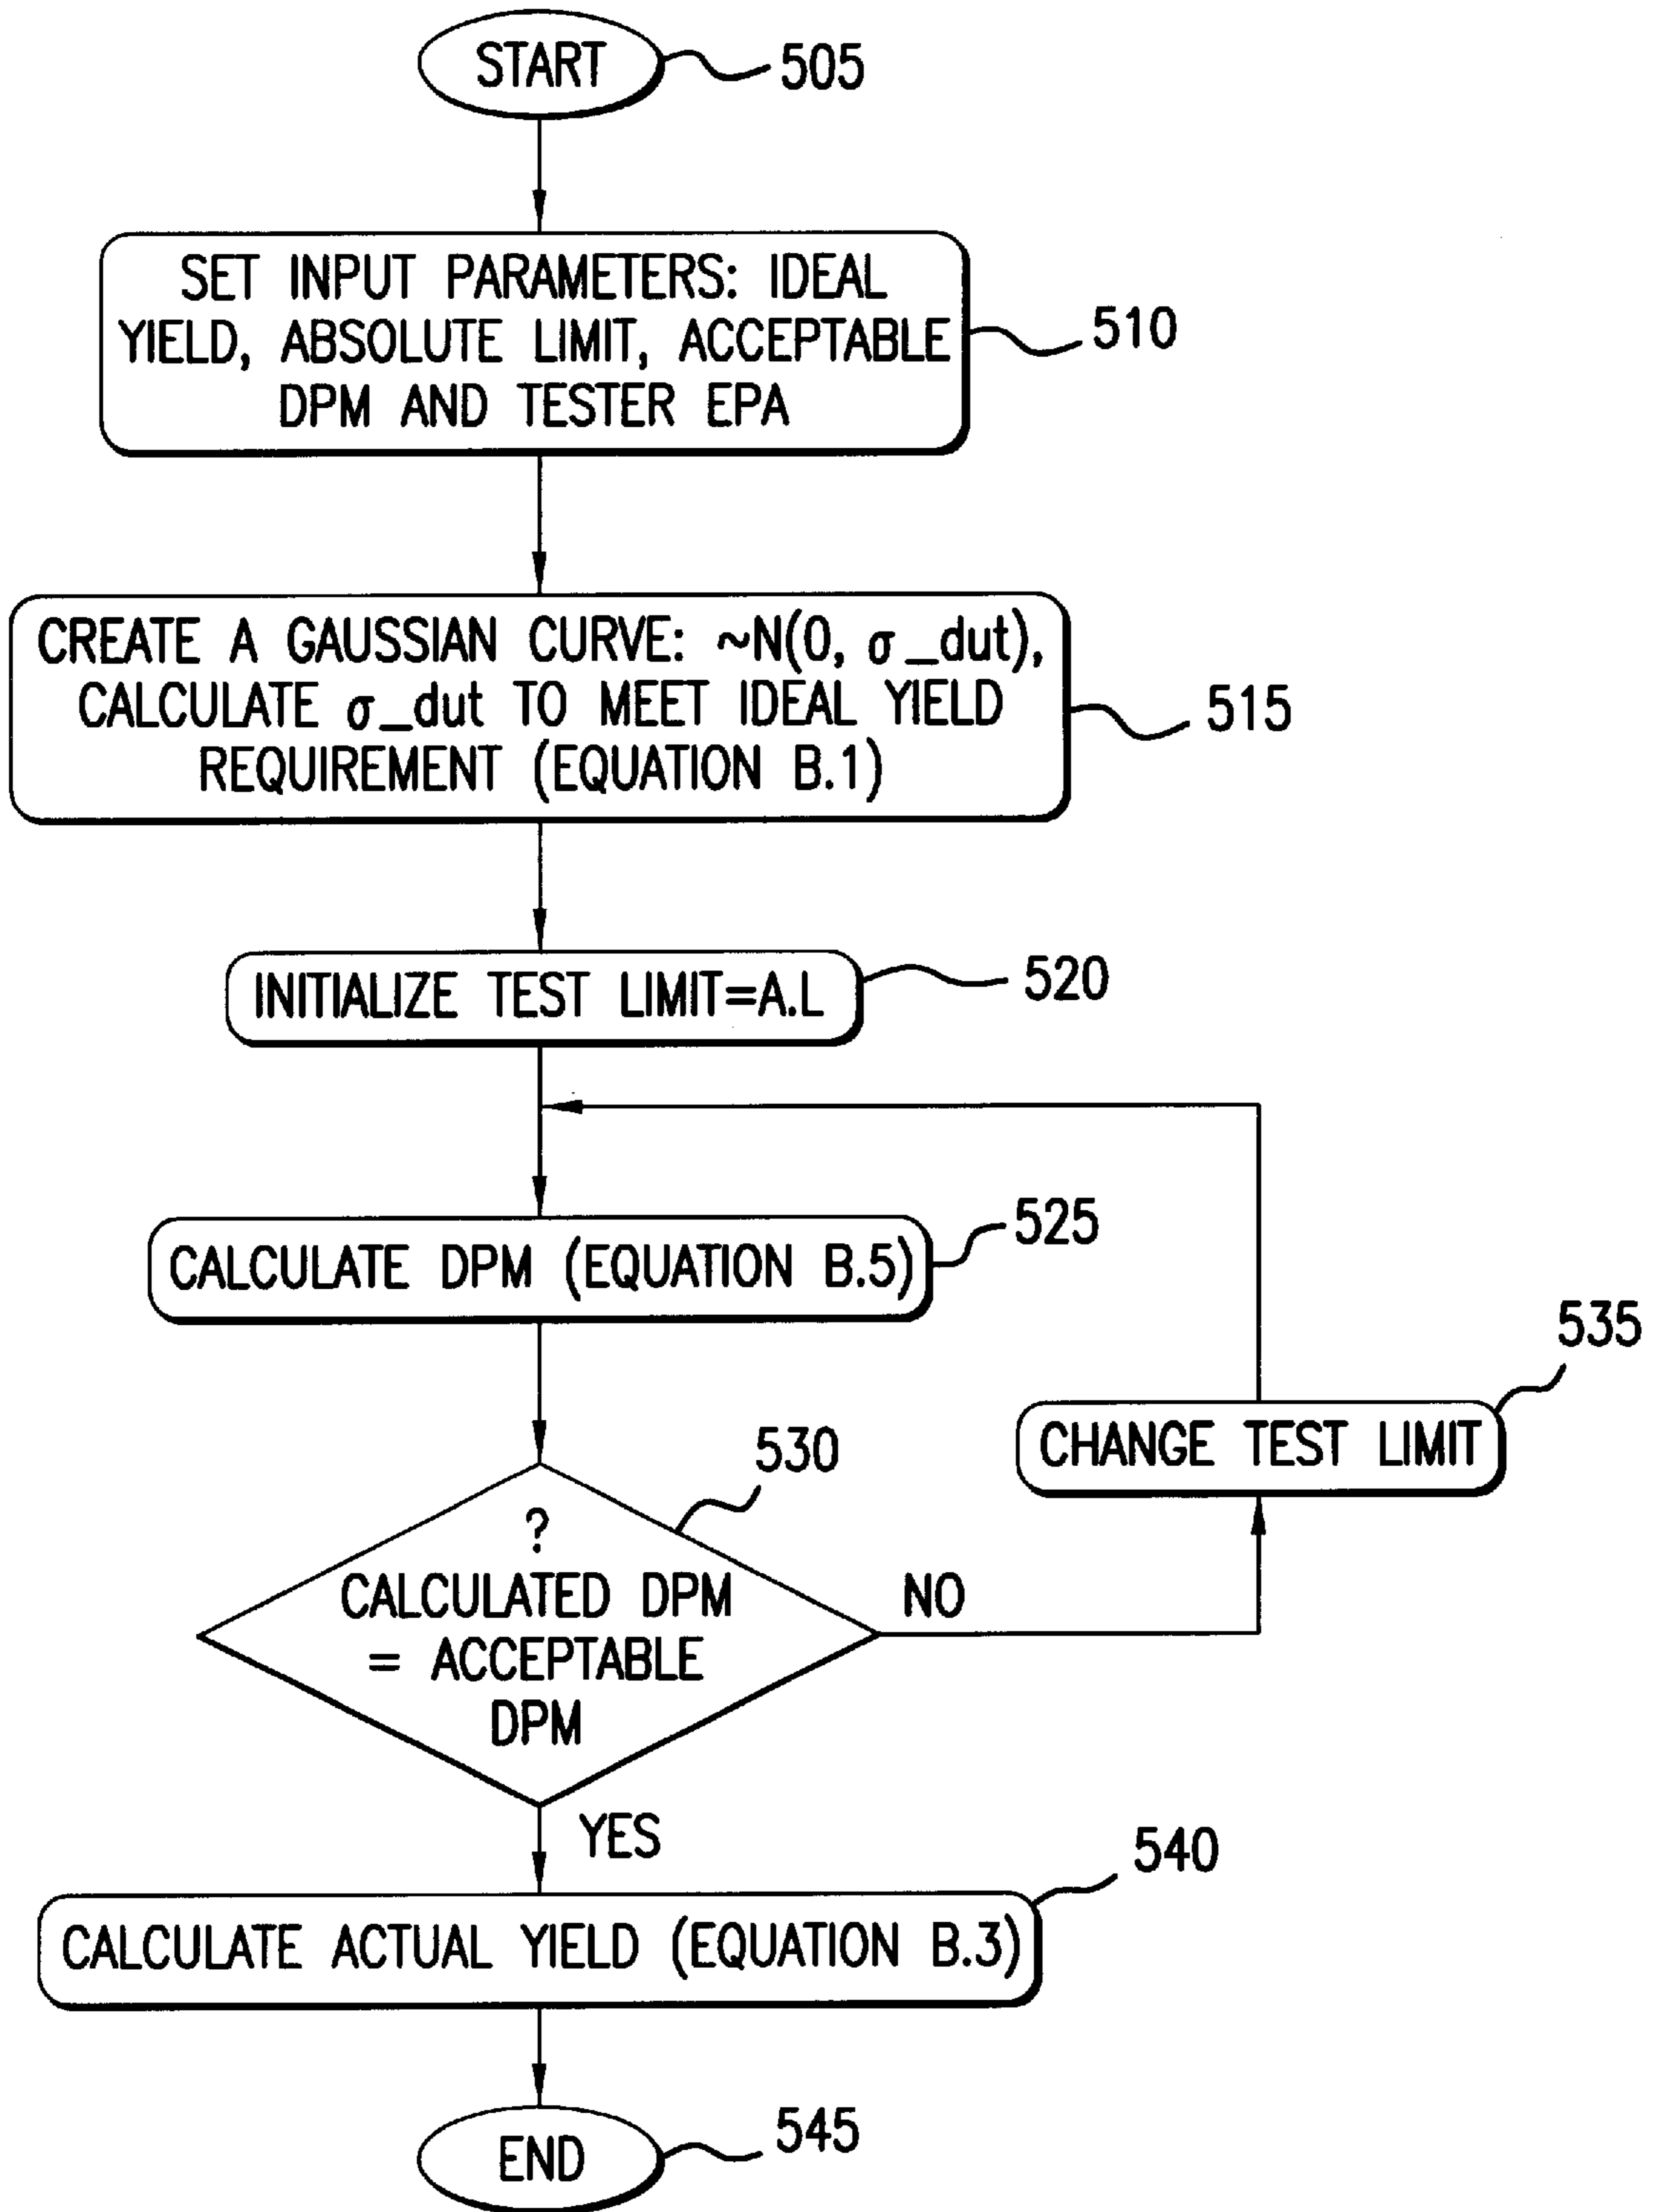 START
505
SET INPUT PARAMETERS: IDEAL
YIELD, ABSOLUTE LIMIT, ACCEPTABLE
DPM AND TESTER EPA
510
CREATE A GAUSSIAN CURVE: ~N(0, σ_dut),
CALCULATE σ_dut TO MEET IDEAL YIELD
REQUIREMENT (EQUATION B.1)
515
INITIALIZE TEST LIMIT=A.L
520
CALCULATE DPM (EQUATION B.5)
525
535
CHANGE TEST LIMIT
530
?
CALCULATED DPM
= ACCEPTABLE
DPM
NO
YES
540
CALCULATE ACTUAL YIELD (EQUATION B.3)
END
545